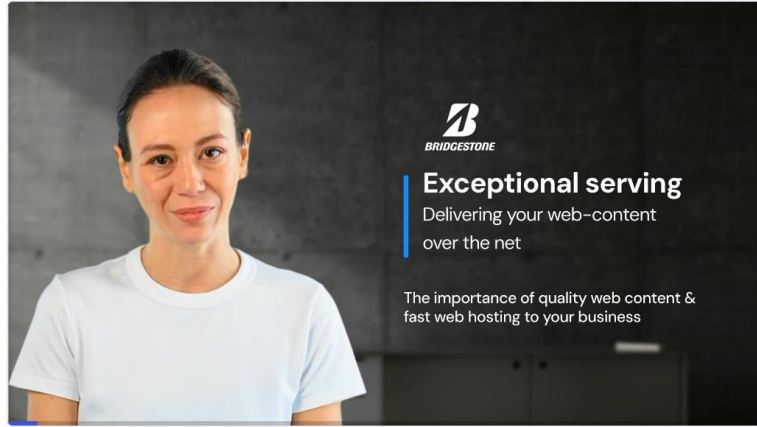 BRIDGESTONE
Exceptional serving
Delivering your web-content
over the net
The importance of quality web content &
fast web hosting to your business